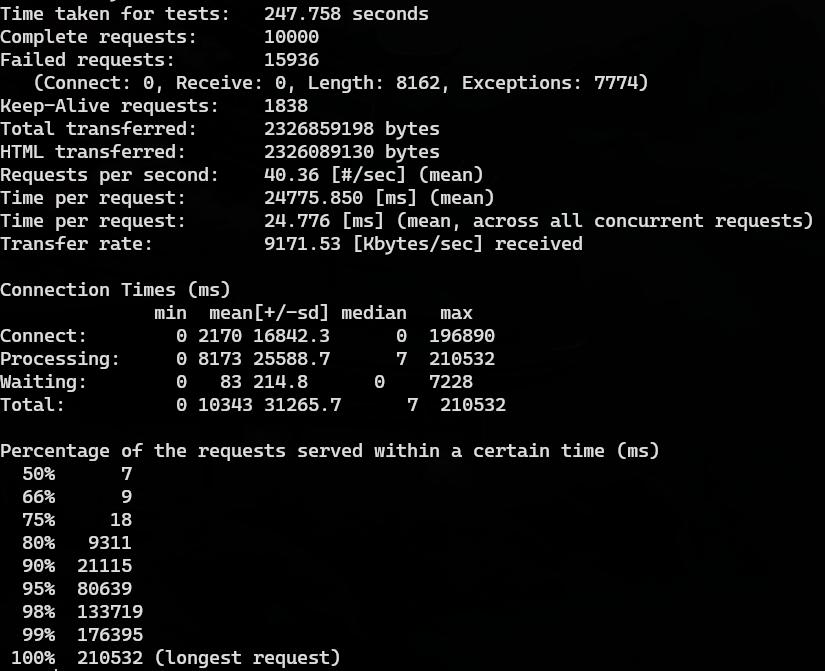 Time taken for tests:   247.758 seconds
Complete requests:      10000
Failed requests:        15936
   (Connect: 0, Receive: 0, Length: 8162, Exceptions: 7774)
Keep-Alive requests:    1838
Total transferred:      2326859198 bytes
HTML transferred:       2326089130 bytes
Requests per second:    40.36 [#/sec] (mean)
Time per request:       24775.850 [ms] (mean)
Time per request:       24.776 [ms] (mean, across all concurrent requests)
Transfer rate:          9171.53 [Kbytes/sec] received

Connection Times (ms)
              min  mean[+/-sd] median   max
Connect:        0 2170 16842.3      0  196890
Processing:     0 8173 25588.7      7  210532
Waiting:        0   83 214.8      0    7228
Total:          0 10343 31265.7      7  210532

Percentage of the requests served within a certain time (ms)
  50%      7
  66%      9
  75%     18
  80%   9311
  90%  21115
  95%  80639
  98%  133719
  99%  176395
 100%  210532 (longest request)